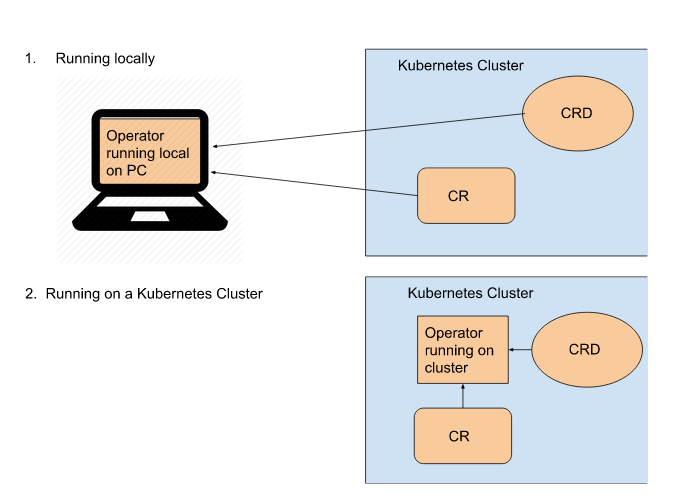 1. Running locally
Kubernetes Cluster
CRD
Operator
running local
on PC
CR
2. Running on a Kubernetes Cluster
Kubernetes Cluster
Operator
running on
cluster
CRD
CR